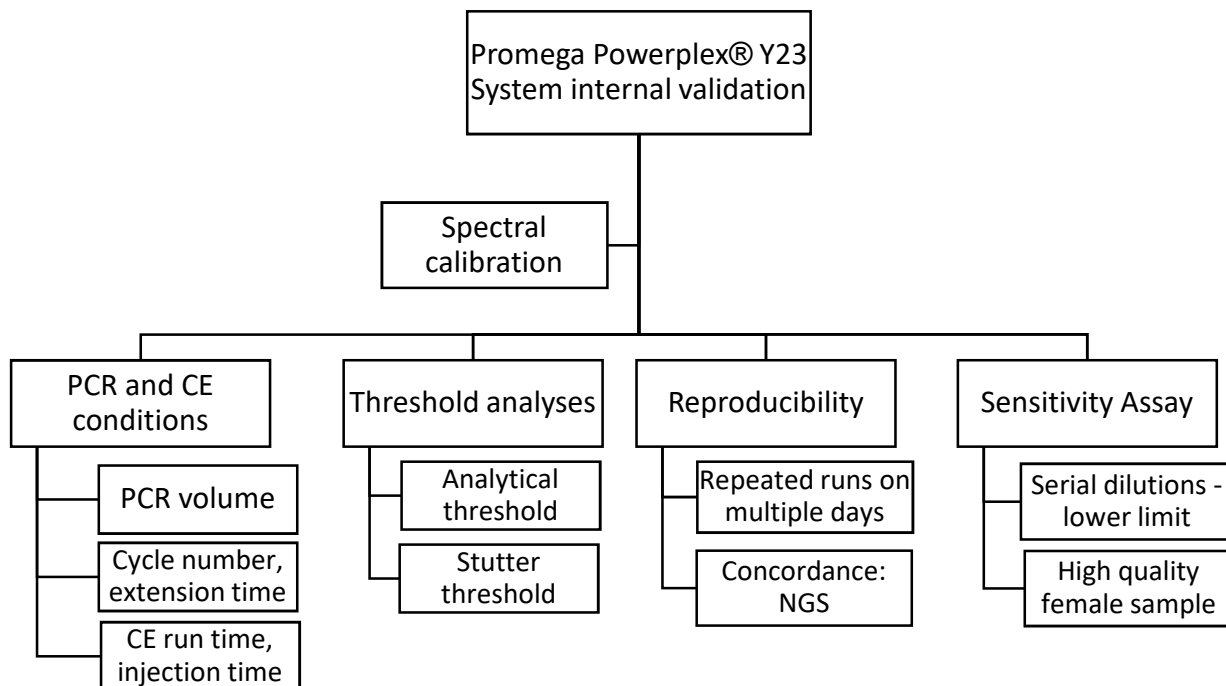 Promega Powerplex® Y23
System internal validation
Spectral
calibration
PCR and CE
conditions
PCR volume
Cycle number,
extension time
CE run time,
injection time
Threshold analyses
Analytical
threshold
Stutter
threshold
Reproducibility
Repeated runs on
multiple days
Concordance:
NGS
Sensitivity Assay
Serial dilutions -
lower limit
High quality
female sample